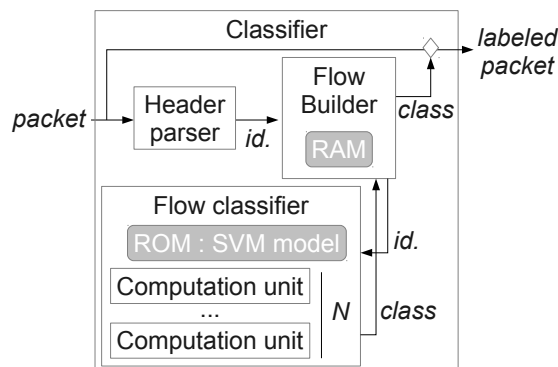 Classifier
labeled
packet
Flow
Builder
class
packet
Header
parser
id.
RAM
Flow classifier
id.
ROM : SVM model
Computation unit
...
N
class
Computation unit